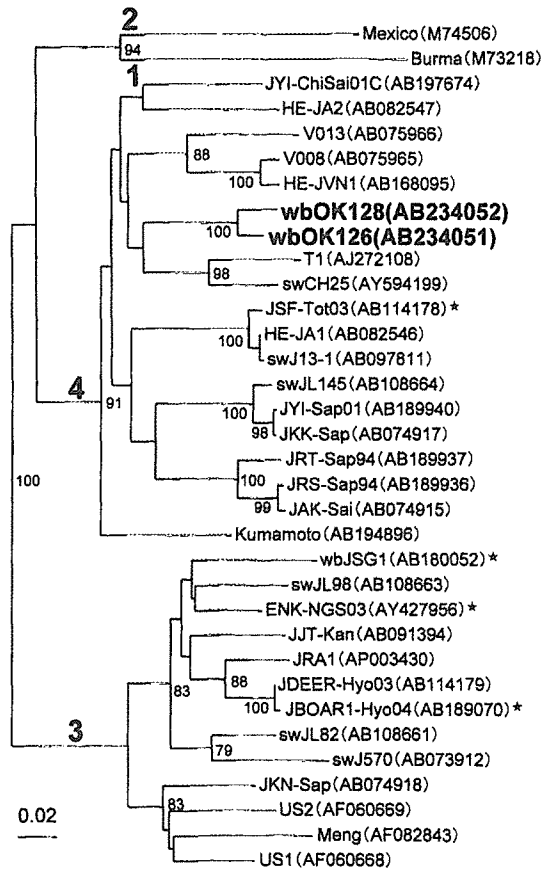 2
Mexico(M74506)
94
Burma(M73218)
1
JYI-ChiSai01C(AB197674)
HE-JA2(AB082547)
V013(AB075966)
88
V008(AB075965)
100
HE-JVN1(AB168095)
wbOK128(AB234052)
100
wbOK126(AB234051)
T1(AJ272108)
98
swCH25(AY594199)
JSF-Tot03(AB114178)*
100
HE-JA1(AB082546)
swJ13-1(AB097811)
4
91
swJL145(AB108664)
100
JYI-Sap01(AB189940)
98
JKK-Sap(AB074917)
JRT-Sap94(AB189937)
100
JRS-Sap94(AB189936)
99
JAK-Sai(AB074915)
100
Kumamoto(AB194896)
wbJSG1(AB180052)*
swJL98(AB108663)
ENK-NGS03(AY427956)*
JJT-Kan(AB091394)
JRA1(AP003430)
83
88
JDEER-Hyo03(AB114179)
100
JBOAR1-Hyo04(AB189070)*
3
swJL82(AB108661)
79
swJ570(AB073912)
JKN-Sap(AB074918)
83
US2(AF060669)
0.02
Meng(AF082843)
US1(AF060668)